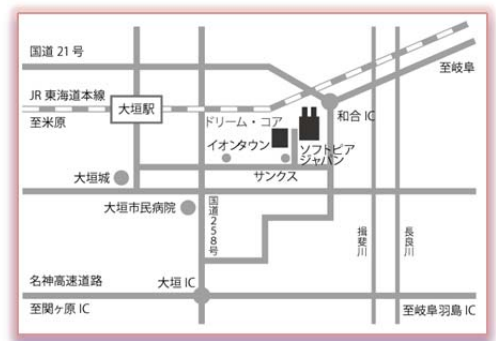 国道21号
至岐阜
JR東海道本線
大垣駅
至米原
ドリーム・コア
和合IC
イオンタウン
ソフトピア
ジャパン
サンクス
大垣城
大垣市民病院
国道258号
揖斐川
長良川
名神高速道路
大垣IC
至関ヶ原IC
至岐阜羽島IC